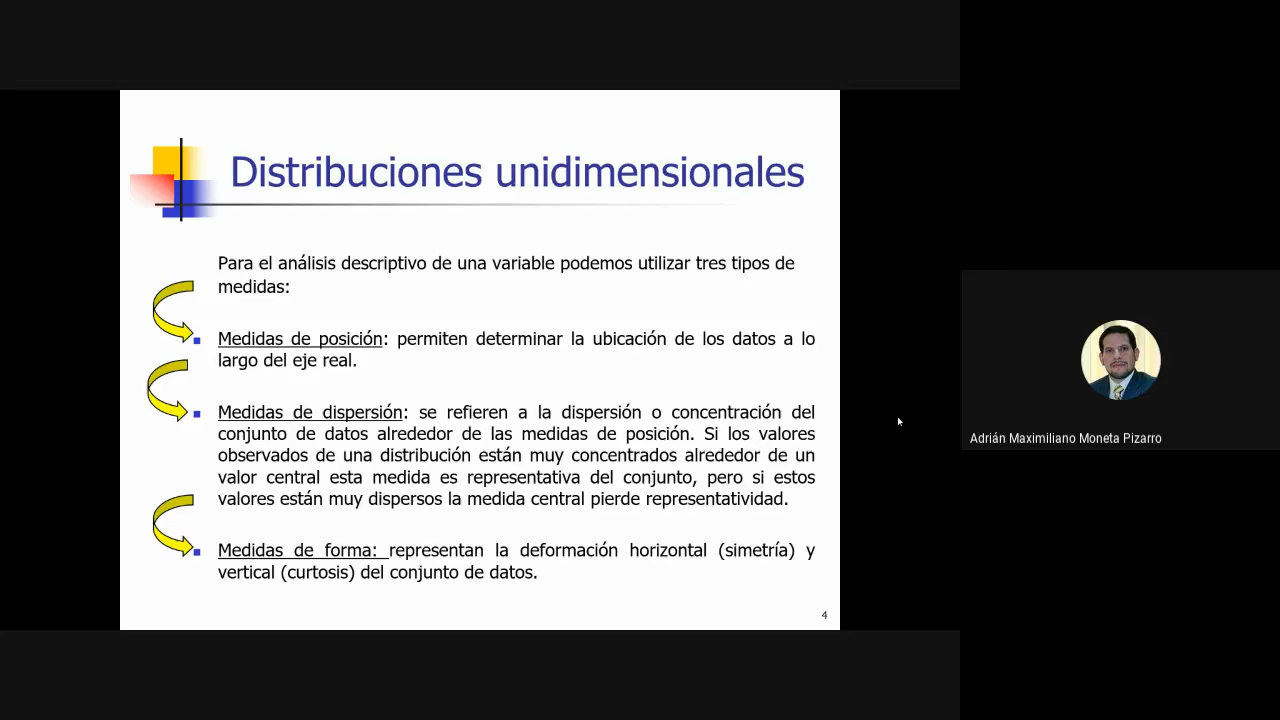 Distribuciones unidimensionales
Para el análisis descriptivo de una variable podemos utilizar tres tipos de
medidas:
Medidas de posición: permiten determinar la ubicación de los datos a lo
largo del eje real.
Medidas de dispersión: se refieren a la dispersión o concentración del
conjunto de datos alrededor de las medidas de posición. Si los valores
observados de una distribución están muy concentrados alrededor de un
valor central esta medida es representativa del conjunto, pero si estos
valores están muy dispersos la medida central pierde representatividad.
Medidas de forma: representan la deformación horizontal (simetría) y
vertical (curtosis) del conjunto de datos.
4
Adrián Maximiliano Moneta Pizarro